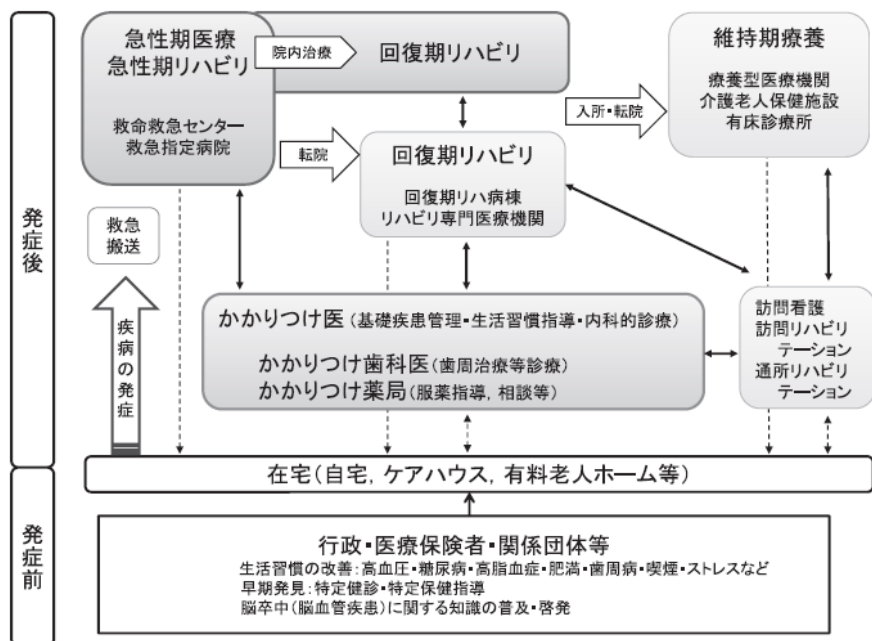 発症後
発症前
急性期医療
急性期リハビリ
救命救急センター
救急指定病院
院内治療
回復期リハビリ
転院
回復期リハビリ
回復期リハ病棟
リハビリ専門医療機関
入所・転院
維持期療養
療養型医療機関
介護老人保健施設
有床診療所
救急
搬送
疾病の発症
かかりつけ医(基礎疾患管理・生活習慣指導・内科的診療)
かかりつけ歯科医(歯周治療等診療)
かかりつけ薬局(服薬指導, 相談等)
訪問看護
訪問リハビリ
テーション
通所リハビリ
テーション
在宅(自宅, ケアハウス, 有料老人ホーム等)
行政・医療保険者・関係団体等
生活習慣の改善:高血圧・糖尿病・高脂血症・肥満・歯周病・喫煙・ストレスなど
早期発見:特定健診・特定保健指導
脳卒中(脳血管疾患)に関する知識の普及・啓発